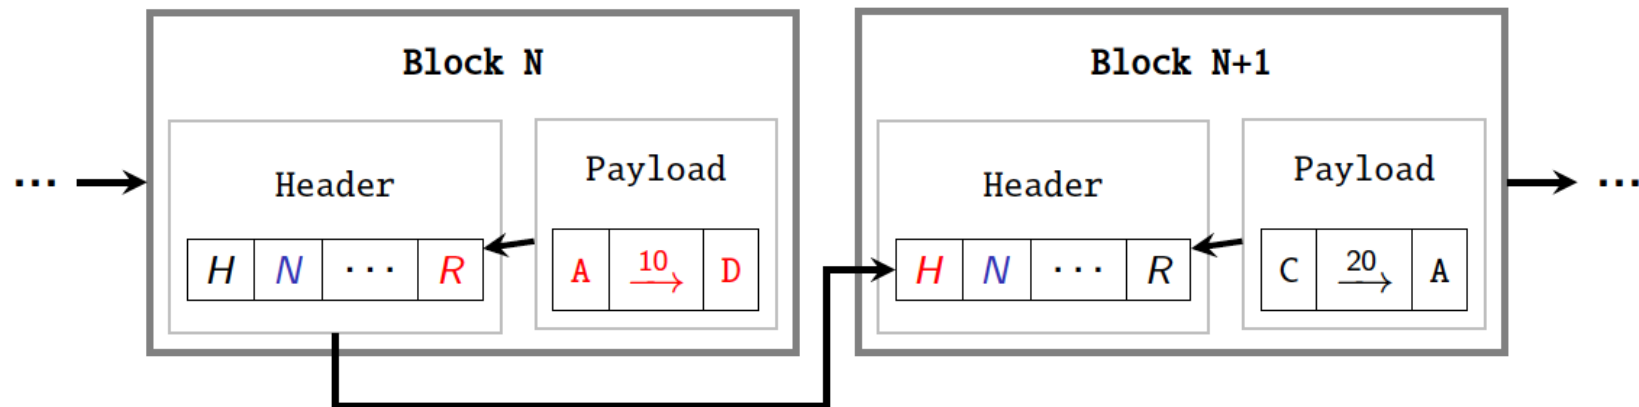 Block N
Block N+1
... Header Payload Header Payload ...
H N ... R A 10 D H N ... R C 20 A